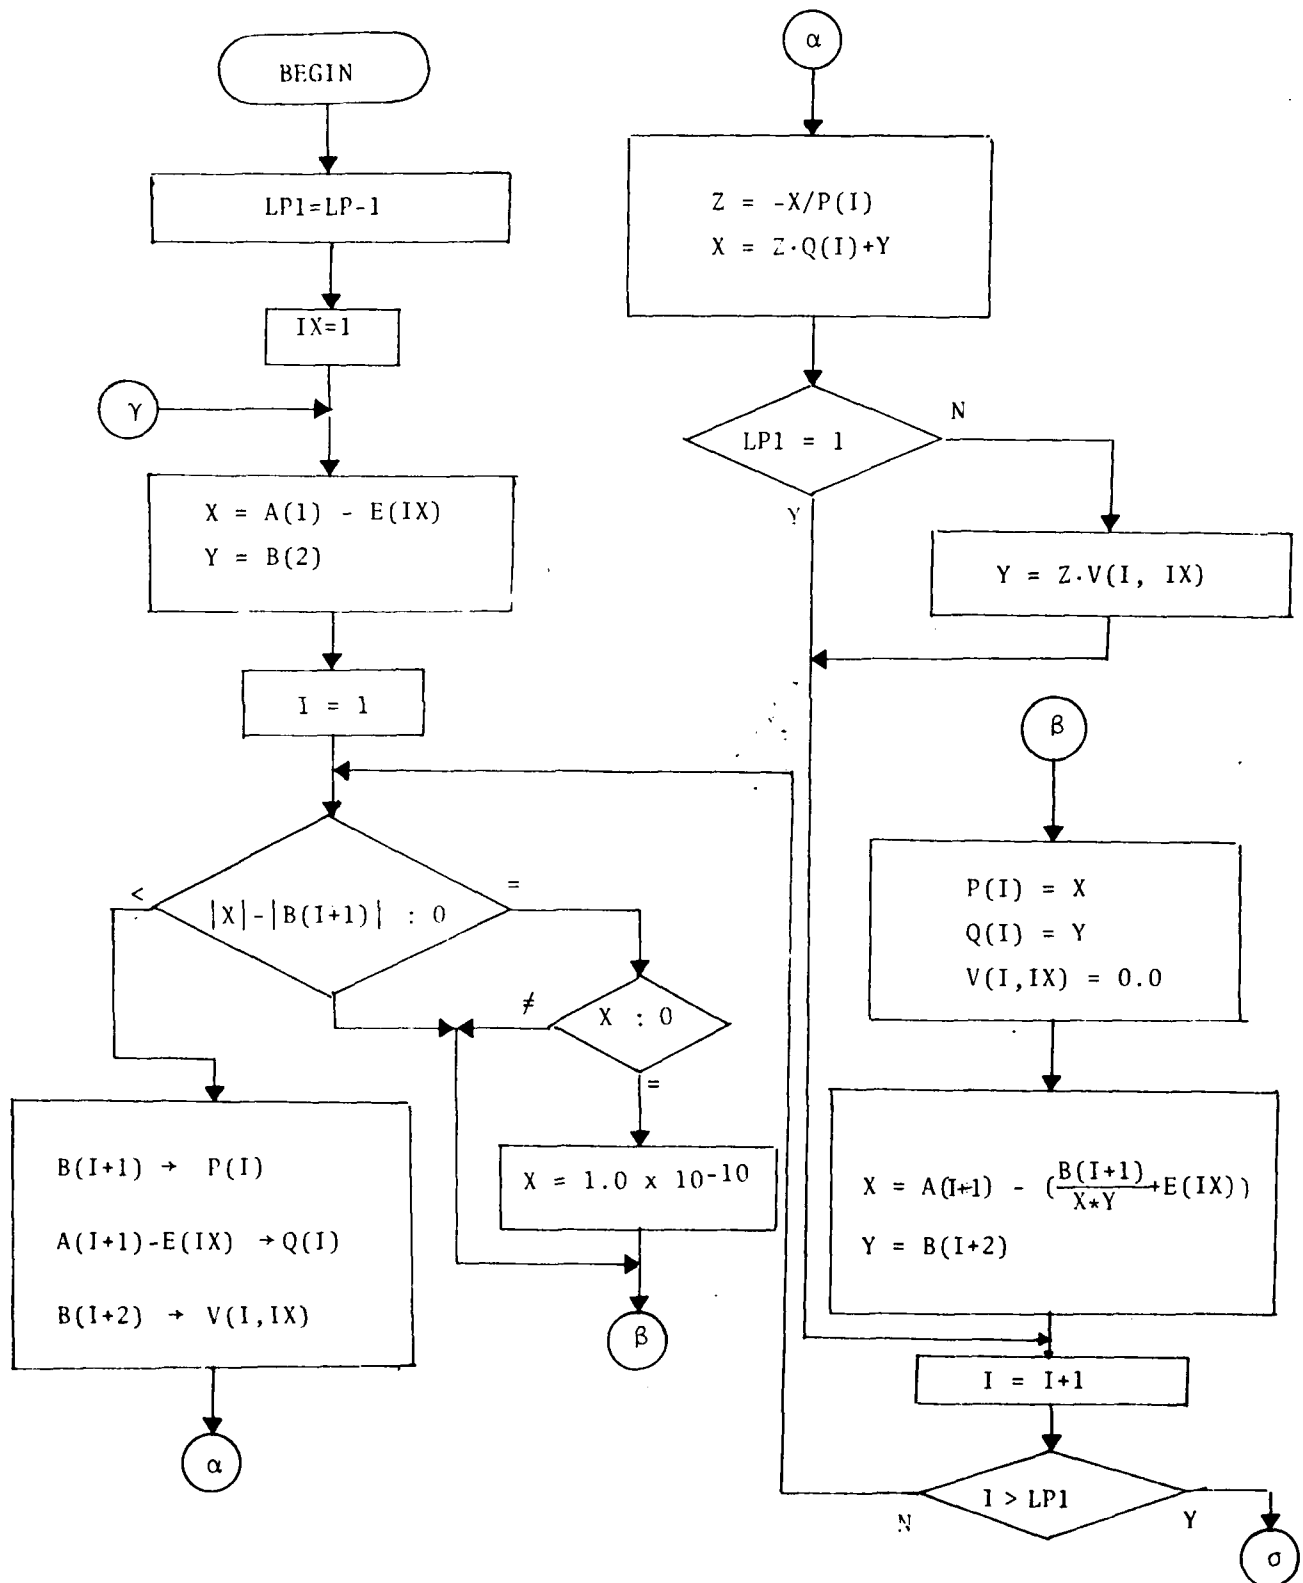 BEGIN
LP1=LP-1
IX=1
γ
X = A(1) - E(IX)
Y = B(2)
I = 1
<
|X|-|B(I+1)| : 0
=
≠
X : 0
=
X = 1.0 x 10-10
β
B(I+1) → P(I)
A(I+1)-E(IX) →Q(I)
B(I+2) → V(I,IX)
α
α
Z = -X/P(I)
X = Z·Q(I)+Y
LP1 = 1
N
Y
Y = Z·V(I, IX)
β
P(I) = X
Q(I) = Y
V(I,IX) = 0.0
X = A(I+1) - (B(I+1)/X*Y+E(IX))
Y = B(I+2)
I = I+1
I > LP1
N
Y
σ